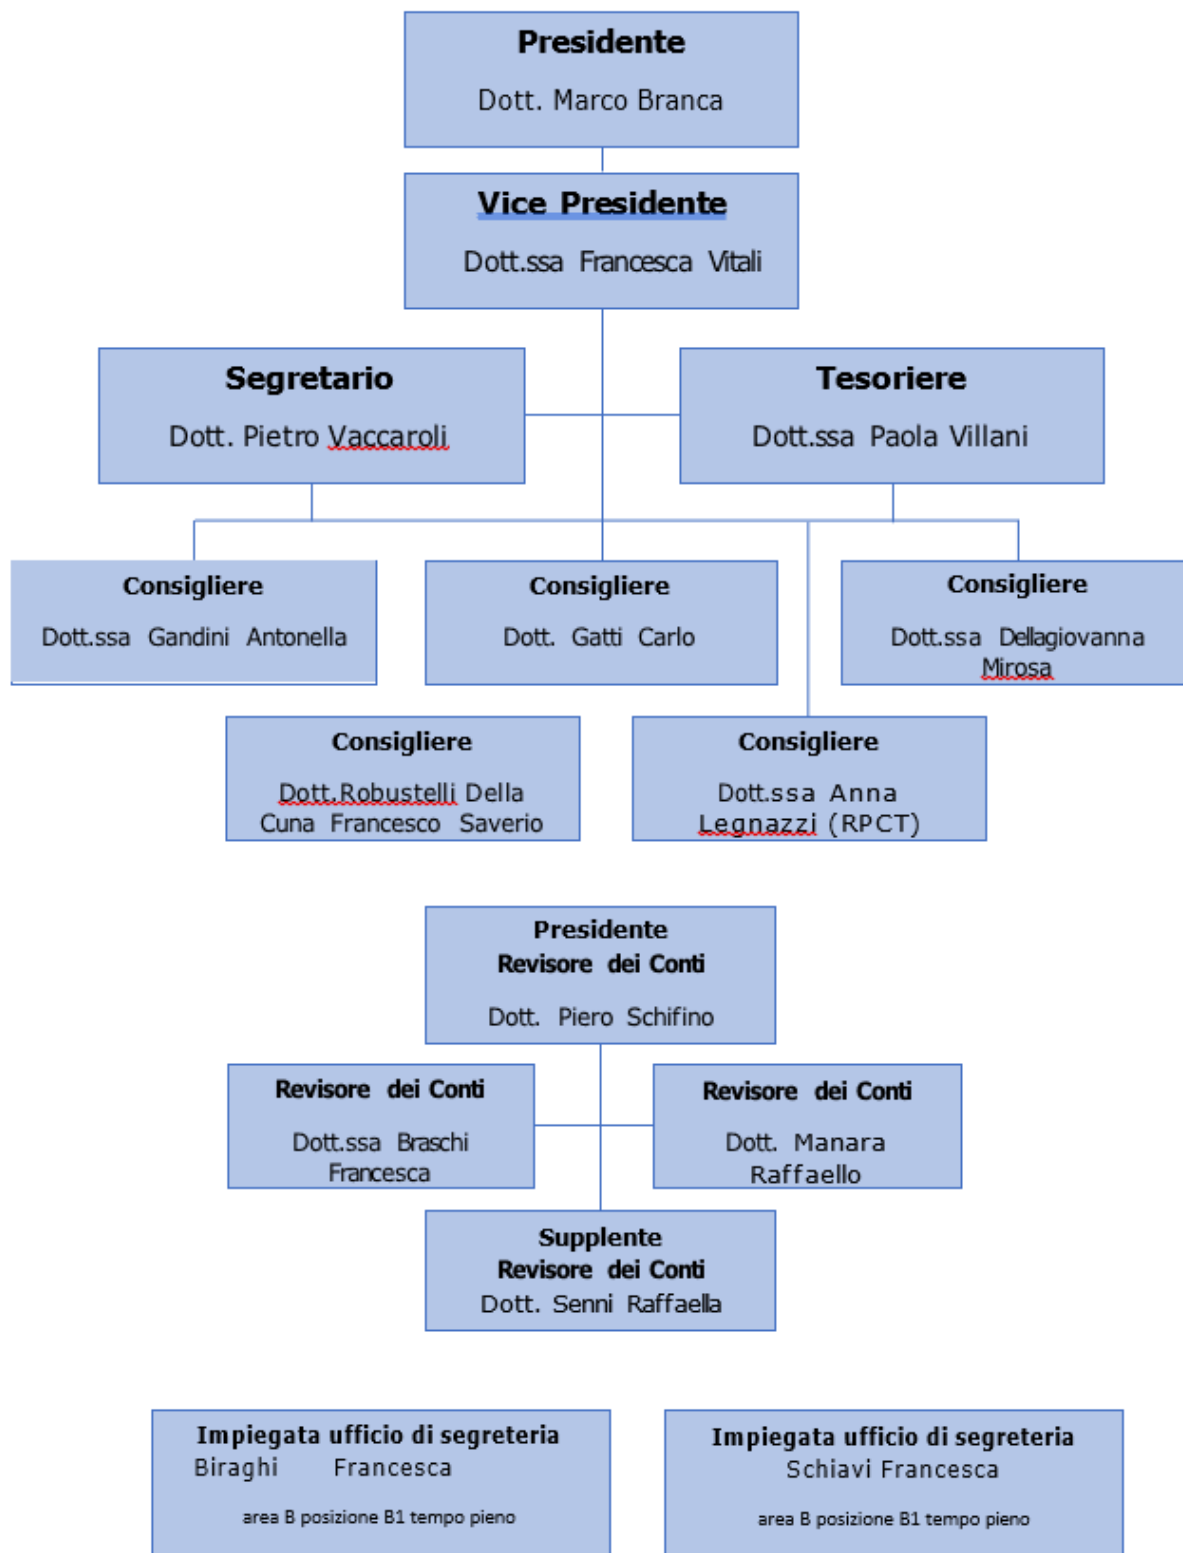 Presidente
Dott. Marco Branca
Vice Presidente
Dott.ssa Francesca Vitali
Segretario
Dott. Pietro Vaccaroli
Tesoriere
Dott.ssa Paola Villani
Consigliere
Dott.ssa Gandini Antonella
Consigliere
Dott. Gatti Carlo
Consigliere
Dott.ssa Dellagiovanna
Mirosa
Consigliere
Dott.Robustelli Della
Cuna Francesco Saverio
Consigliere
Dott.ssa Anna
Legnazzi (RPCT)
Presidente
Revisore dei Conti
Dott. Piero Schifino
Revisore dei Conti
Dott.ssa Braschi
Francesca
Revisore dei Conti
Dott. Manara
Raffaello
Supplente
Revisore dei Conti
Dott. Senni Raffaella
Impiegata ufficio di segreteria
Biraghi Francesca
area B posizione B1 tempo pieno
Impiegata ufficio di segreteria
Schiavi Francesca
area B posizione B1 tempo pieno